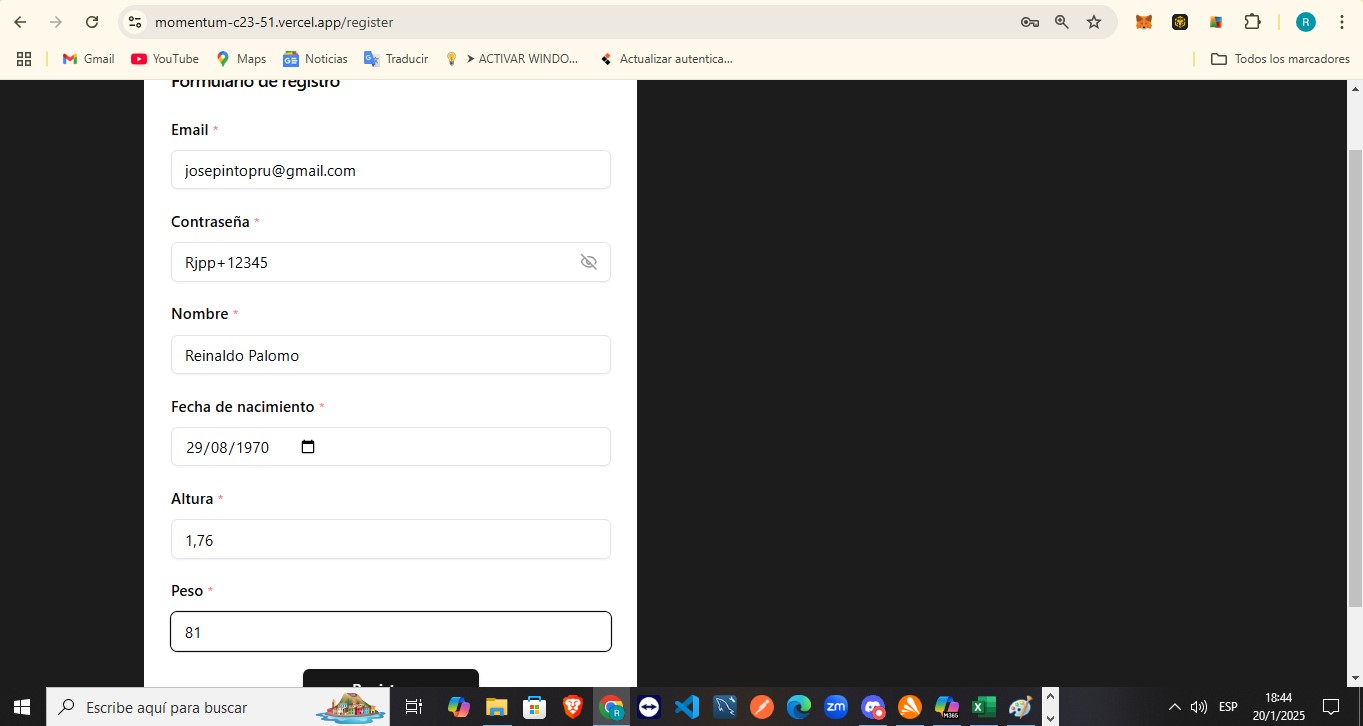 momentum-c23-51.vercel.app/register
R
Gmail
YouTube
Maps
Noticias
Traducir
➤ ACTIVAR WINDO...
Actualizar autentica...
Todos los marcadores
Formulario de registro
Email *
josepintopru@gmail.com
Contraseña *
Rjpp+12345
Nombre *
Reinaldo Palomo
Fecha de nacimiento *
29/08/1970
Altura *
1,76
Peso *
81
Escribe aquí para buscar
zm
M365
ESP
18:44
20/1/2025